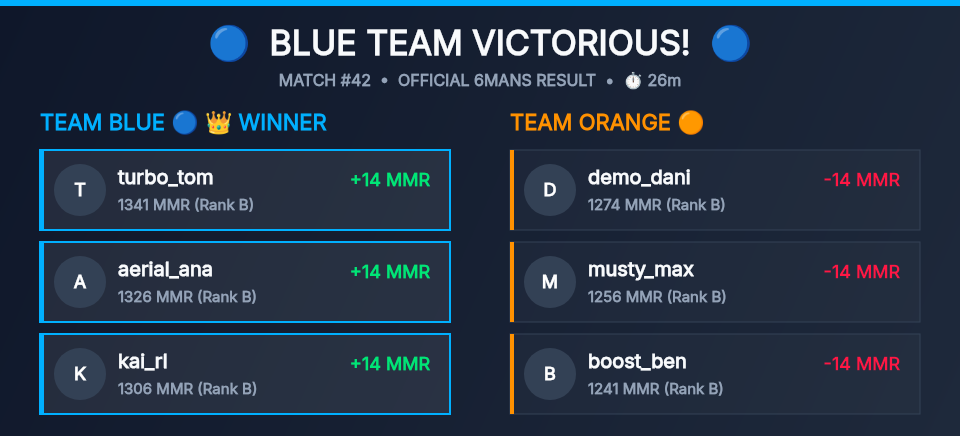 🔵 BLUE TEAM VICTORIOUS! 🔵
MATCH #42 • OFFICIAL 6MANS RESULT • ⏱️ 26m
TEAM BLUE 🔵 👑 WINNER
T
turbo_tom
1341 MMR (Rank B)
+14 MMR
A
aerial_ana
1326 MMR (Rank B)
+14 MMR
K
kai_rl
1306 MMR (Rank B)
+14 MMR
TEAM ORANGE 🟠
D
demo_dani
1274 MMR (Rank B)
-14 MMR
M
musty_max
1256 MMR (Rank B)
-14 MMR
B
boost_ben
1241 MMR (Rank B)
-14 MMR